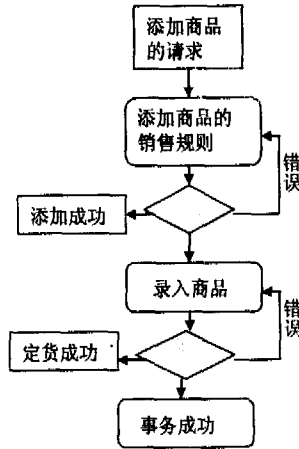 添加商品
的请求
添加商品的
销售规则
错误
添加成功
录入商品
错误
定货成功
事务成功